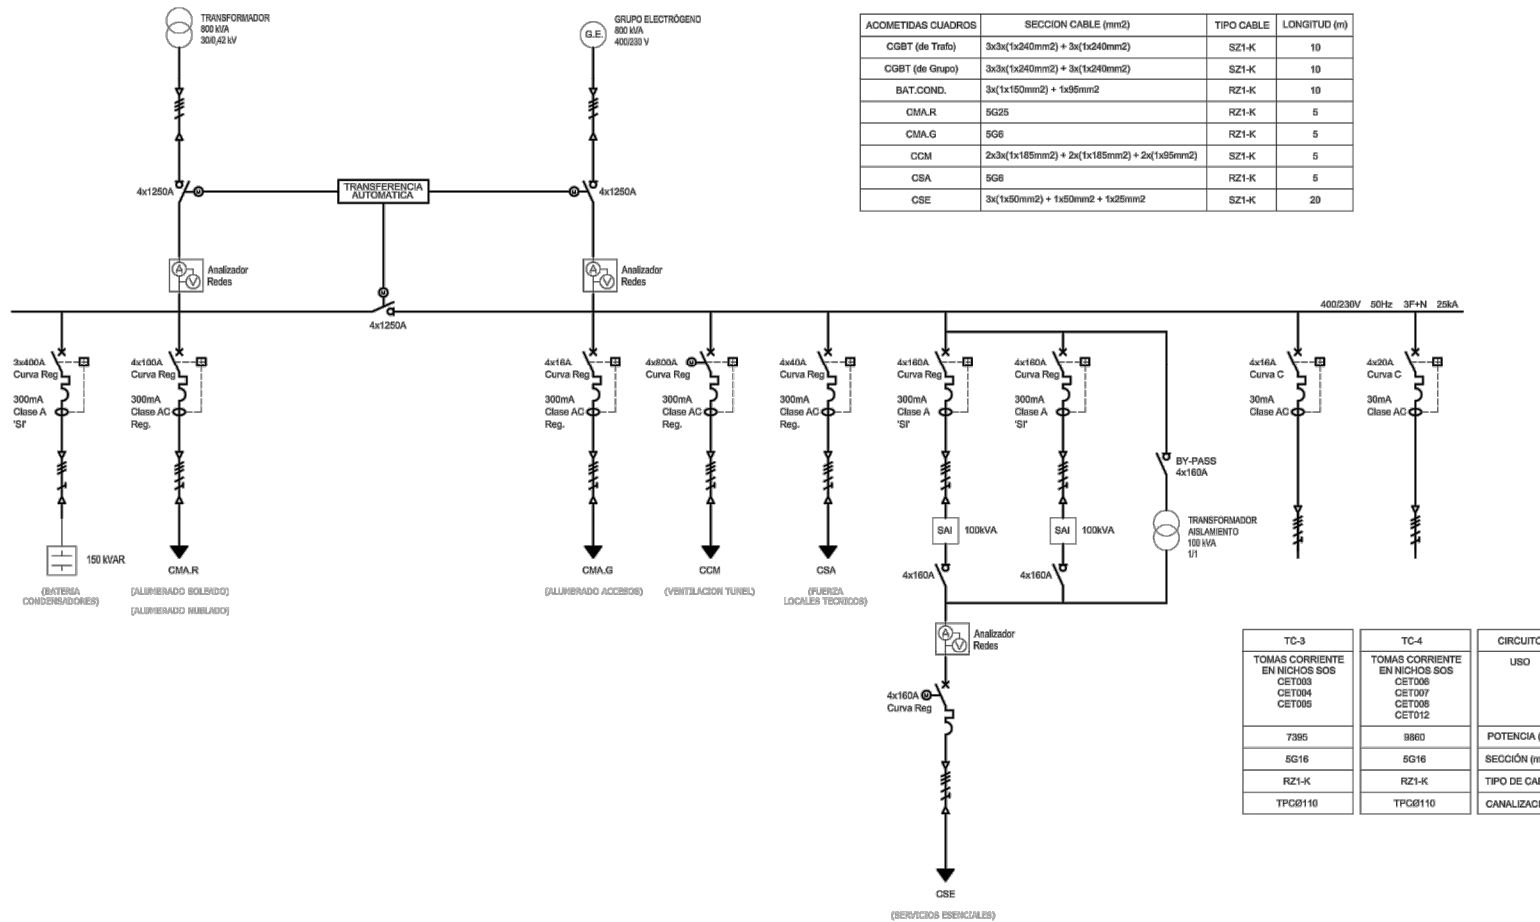 TRANSFORMADOR
800 kVA
30/0,42 kV
G.E.
GRUPO ELECTRÓGENO
800 kVA
400/230 V
ACOMETIDAS CUADROS SECCION CABLE (mm2) TIPO CABLE LONGITUD (m)
CGBT (de Trafo) 3x3x(1x240mm2) + 3x(1x240mm2) SZ1-K 10
CGBT (de Grupo) 3x3x(1x240mm2) + 3x(1x240mm2) SZ1-K 10
BAT.COND. 3x(1x150mm2) + 1x95mm2 RZ1-K 10
CMA.R 5G25 RZ1-K 5
CMA.G 5G6 RZ1-K 5
CCM 2x3x(1x185mm2) + 2x(1x185mm2) + 2x(1x95mm2) SZ1-K 5
CSA 5G6 RZ1-K 5
CSE 3x(1x50mm2) + 1x50mm2 + 1x25mm2 SZ1-K 20
4x1250A
M
TRANSFERENCIA
AUTOMATICA
M
4x1250A
A
V
Analizador
Redes
A
V
Analizador
Redes
M
4x1250A
400/230V 50Hz 3F+N 25kA
3x400A
Curva Reg
300mA
Clase A
'SI'
4x100A
Curva Reg
300mA
Clase AC
Reg.
4x16A
Curva Reg
300mA
Clase AC
Reg.
4x800A
M
Curva Reg
300mA
Clase AC
Reg.
4x40A
Curva Reg
300mA
Clase AC
Reg.
4x160A
Curva Reg
300mA
Clase A
'SI'
4x160A
Curva Reg
300mA
Clase A
'SI'
4x16A
Curva C
30mA
Clase AC
4x20A
Curva C
30mA
Clase AC
BY-PASS
4x160A
150 kVAR
(BATERIA
CONDENSADORES)
CMA.R
(ALUMBRADO SOLEADO)
(ALUMBRADO NUBLADO)
CMA.G
(ALUMBRADO ACCESOS)
CCM
(VENTILACION TUNEL)
CSA
(FUERZA
LOCALES TECNICOS)
SAI 100kVA
SAI 100kVA
TRANSFORMADOR
AISLAMIENTO
100 kVA
1/1
4x160A
4x160A
A
V
Analizador
Redes
4x160A
M
Curva Reg
CSE
(SERVICIOS ESENCIALES)
TC-3 TC-4 CIRCUITO
TOMAS CORRIENTE
EN NICHOS SOS
CET003
CET004
CET005
TOMAS CORRIENTE
EN NICHOS SOS
CET006
CET007
CET008
CET012
USO
7395 9860 POTENCIA (
5G16 5G16 SECCIÓN (m
RZ1-K RZ1-K TIPO DE CA
TPCØ110 TPCØ110 CANALIZAC